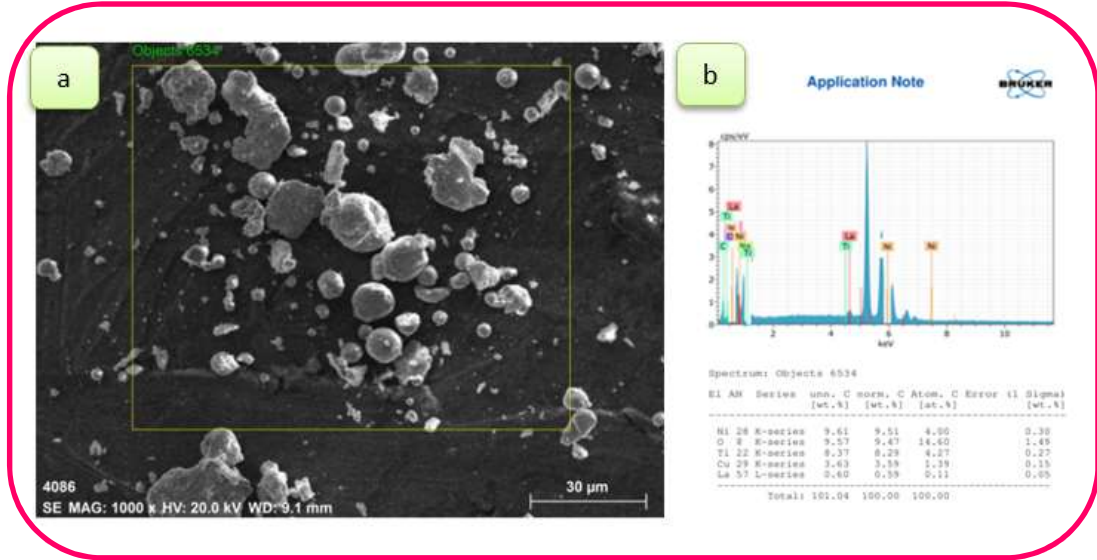 a
Objects 6534
4086
SE MAG: 1000 x HV: 20.0 kV WD: 9.1 mm
30 µm
b
Application Note
BRUKER
cps/eV
8
7
6
5
4
3
2
1
0
La
Ti
Ni
C
Ni
Ti
Ti
La
Ni
Ni
2
4
6
8
10
keV
Spectrum: Objects 6534
El AN Series unn. C norm. C Atom. C Error (1 Sigma)
[wt.%] [wt.%] [at.%] [wt.%]
Ni 28 K-series 9.61 9.51 4.00 0.30
O 8 K-series 9.57 9.47 14.60 1.49
Ti 22 K-series 8.37 8.29 4.27 0.27
Cu 29 K-series 3.63 3.59 1.39 0.15
La 57 L-series 0.60 0.59 0.11 0.05
Total: 101.04 100.00 100.00